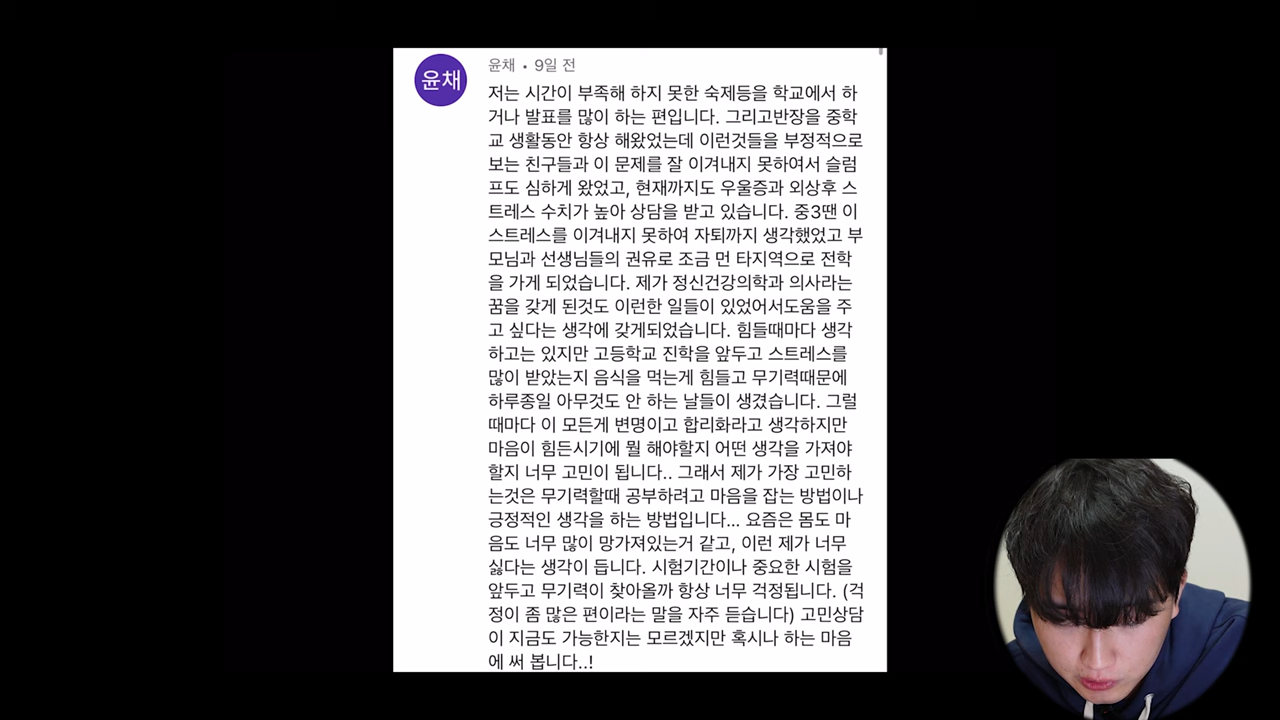 윤채
윤채 • 9일 전
저는 시간이 부족해 하지 못한 숙제등을 학교에서 하
거나 발표를 많이 하는 편입니다. 그리고반장을 중학
교 생활동안 항상 해왔었는데 이런것들을 부정적으로
보는 친구들과 이 문제를 잘 이겨내지 못하여서 슬럼
프도 심하게 왔었고, 현재까지도 우울증과 외상후 스
트레스 수치가 높아 상담을 받고 있습니다. 중3땐 이
스트레스를 이겨내지 못하여 자퇴까지 생각했었고 부
모님과 선생님들의 권유로 조금 먼 타지역으로 전학
을 가게 되었습니다. 제가 정신건강의학과 의사라는
꿈을 갖게 된것도 이러한 일들이 있었어서도움을 주
고 싶다는 생각에 갖게되었습니다. 힘들때마다 생각
하고는 있지만 고등학교 진학을 앞두고 스트레스를
많이 받았는지 음식을 먹는게 힘들고 무기력때문에
하루종일 아무것도 안 하는 날들이 생겼습니다. 그럴
때마다 이 모든게 변명이고 합리화라고 생각하지만
마음이 힘든시기에 뭘 해야할지 어떤 생각을 가져야
할지 너무 고민이 됩니다.. 그래서 제가 가장 고민하
는것은 무기력할때 공부하려고 마음을 잡는 방법이나
긍정적인 생각을 하는 방법입니다... 요즘은 몸도 마
음도 너무 많이 망가져있는거 같고, 이런 제가 너무
싫다는 생각이 듭니다. 시험기간이나 중요한 시험을
앞두고 무기력이 찾아올까 항상 너무 걱정됩니다. (걱
정이 좀 많은 편이라는 말을 자주 듣습니다) 고민상담
이 지금도 가능한지는 모르겠지만 혹시나 하는 마음
에 써 봅니다..!